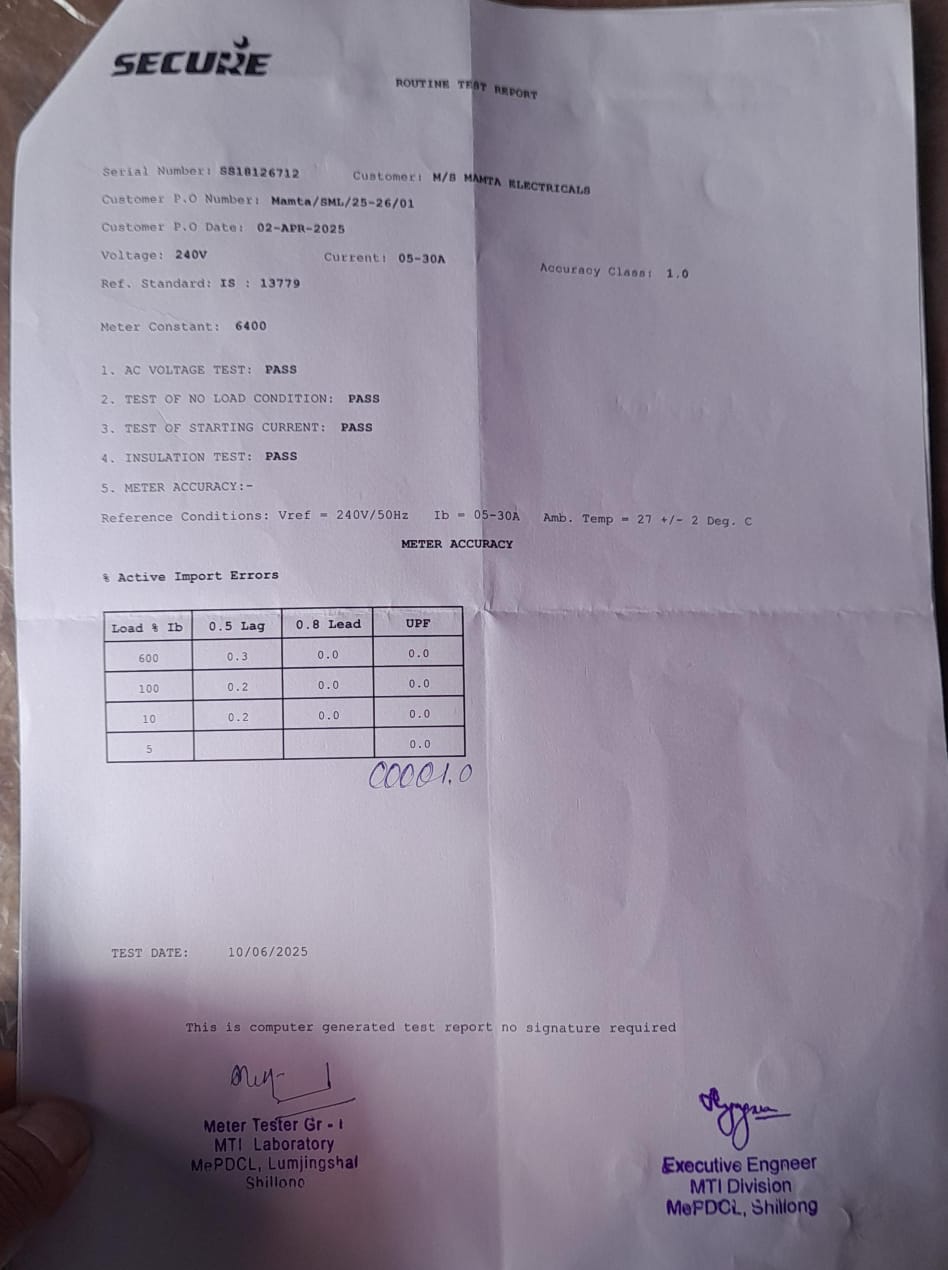 SECURE
ROUTINE TEST REPORT
Serial Number: SS18126712 Customer: M/S MAMTA ELECTRICALS
Customer P.O Number: Mamta/SML/25-26/01
Customer P.O Date: 02-APR-2025
Voltage: 240V Current: 05-30A Accuracy Class: 1.0
Ref. Standard: IS : 13779
Meter Constant: 6400
1. AC VOLTAGE TEST: PASS
2. TEST OF NO LOAD CONDITION: PASS
3. TEST OF STARTING CURRENT: PASS
4. INSULATION TEST: PASS
5. METER ACCURACY:-
Reference Conditions: Vref = 240V/50Hz Ib = 05-30A Amb. Temp = 27 +/- 2 Deg. C
METER ACCURACY
% Active Import Errors
Load % Ib 0.5 Lag 0.8 Lead UPF
600 0.3 0.0 0.0
100 0.2 0.0 0.0
10 0.2 0.0 0.0
5 0.0
00001.0
TEST DATE: 10/06/2025
This is computer generated test report no signature required
Meter Tester Gr - I
MTI Laboratory
MePDCL, Lumjingshai
Shillong
Executive Engneer
MTI Division
MePDCL, Shillong